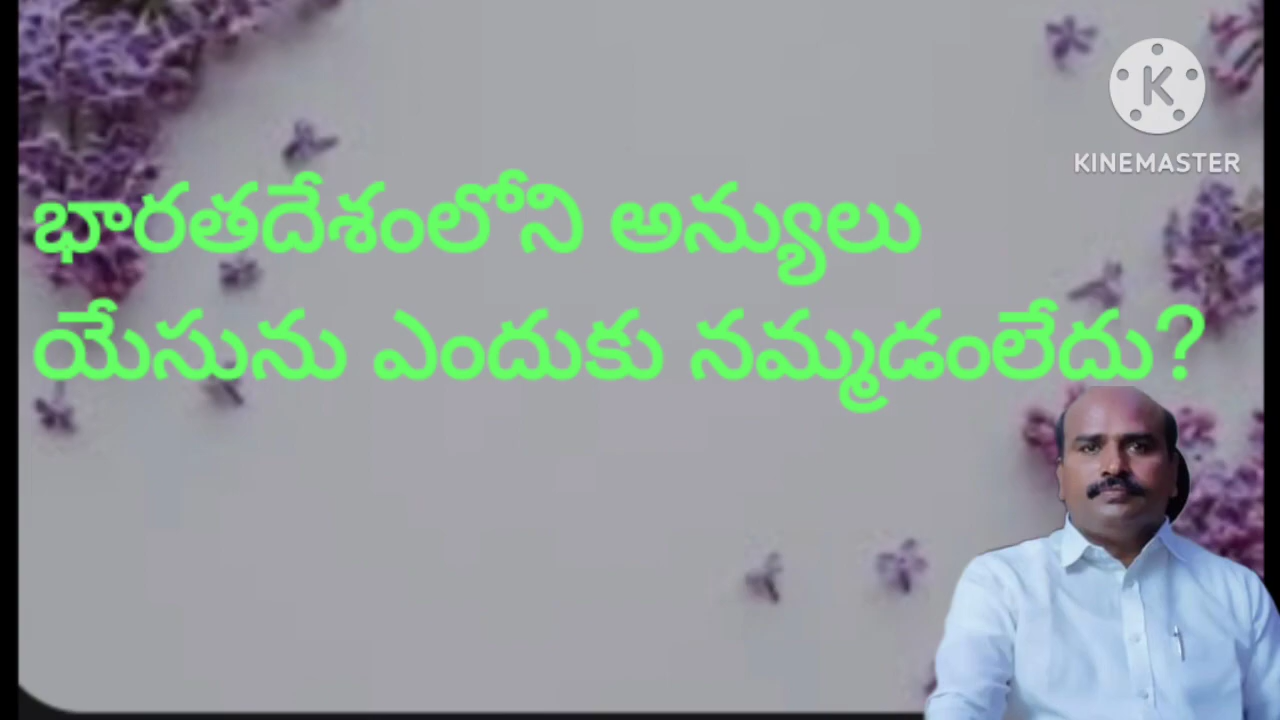 KINEMASTER
భారతదేశంలోని అన్యులు
యేసును ఎందుకు నమ్మడంలేదు?